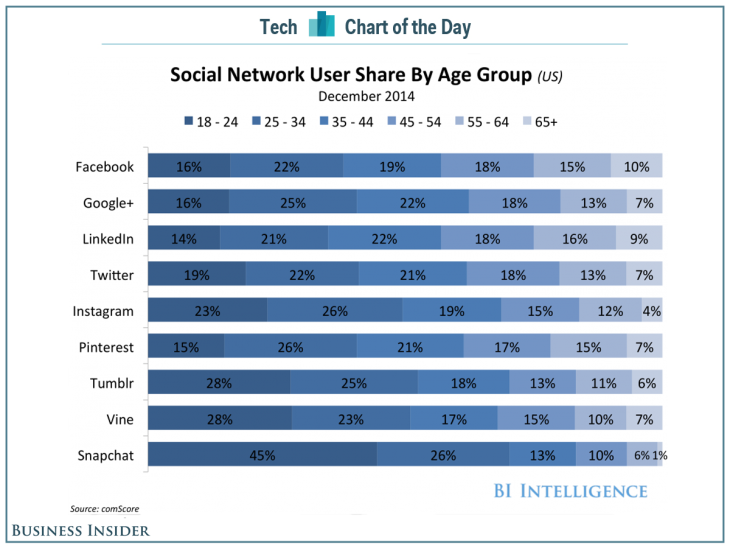 Tech Chart of the Day
Social Network User Share By Age Group (US)
December 2014
18 - 24 25 - 34 35 - 44 45 - 54 55 - 64 65+
Facebook 16% 22% 19% 18% 15% 10%
Google+ 16% 25% 22% 18% 13% 7%
LinkedIn 14% 21% 22% 18% 16% 9%
Twitter 19% 22% 21% 18% 13% 7%
Instagram 23% 26% 19% 15% 12% 4%
Pinterest 15% 26% 21% 17% 15% 7%
Tumblr 28% 25% 18% 13% 11% 6%
Vine 28% 23% 17% 15% 10% 7%
Snapchat 45% 26% 13% 10% 6% 1%
BI INTELLIGENCE
Source: comScore
BUSINESS INSIDER